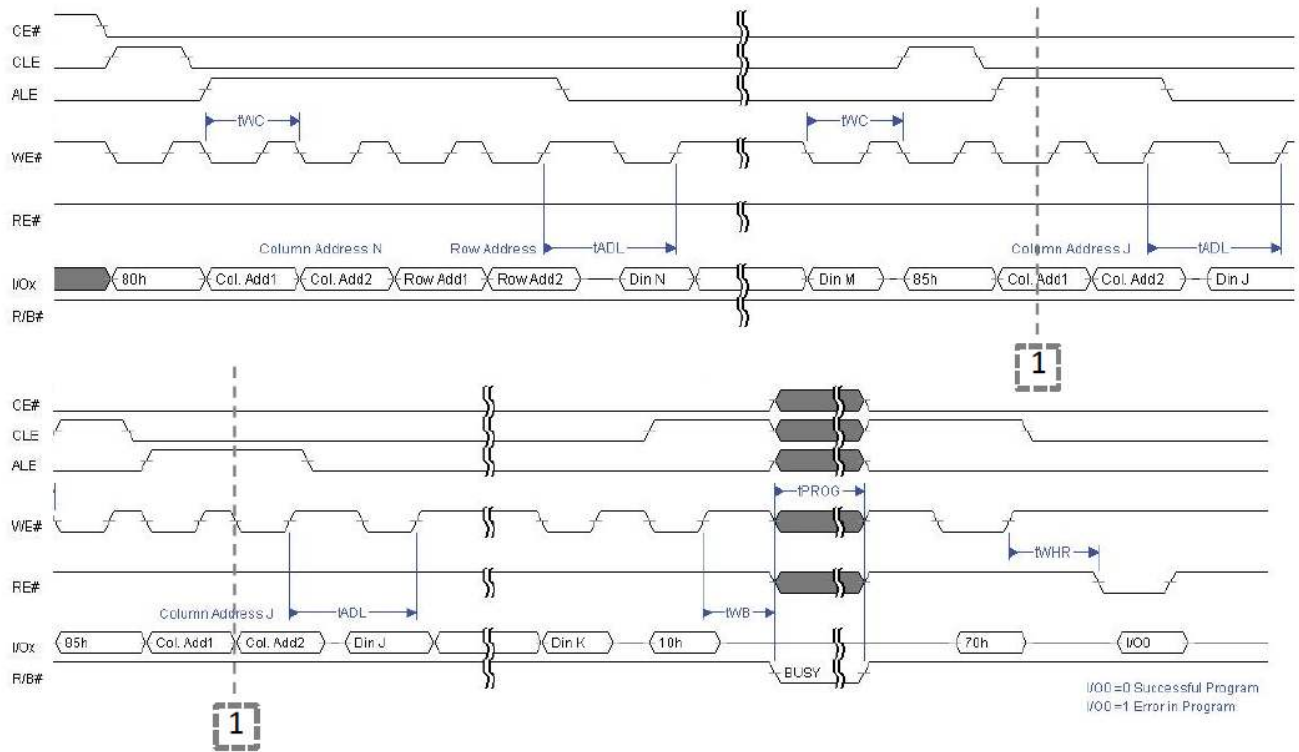 CE#
CLE
ALE
tWC
tWC
WE#
RE#
Column Address N
Row Address
tADL
Column Address J
tADL
I/Ox
80h
Col. Add1
Col. Add2
Row Add1
Row Add2
Din N
Din M
85h
Col. Add1
Col. Add2
Din J
R/B#
1
CE#
CLE
ALE
tPROG
WE#
tWHR
RE#
Column Address J
tADL
tWB
I/Ox
85h
Col. Add1
Col. Add2
Din J
Din K
10h
70h
I/O0
R/B#
BUSY
I/O0 =0 Successful Program
I/O0 =1 Error in Program
1